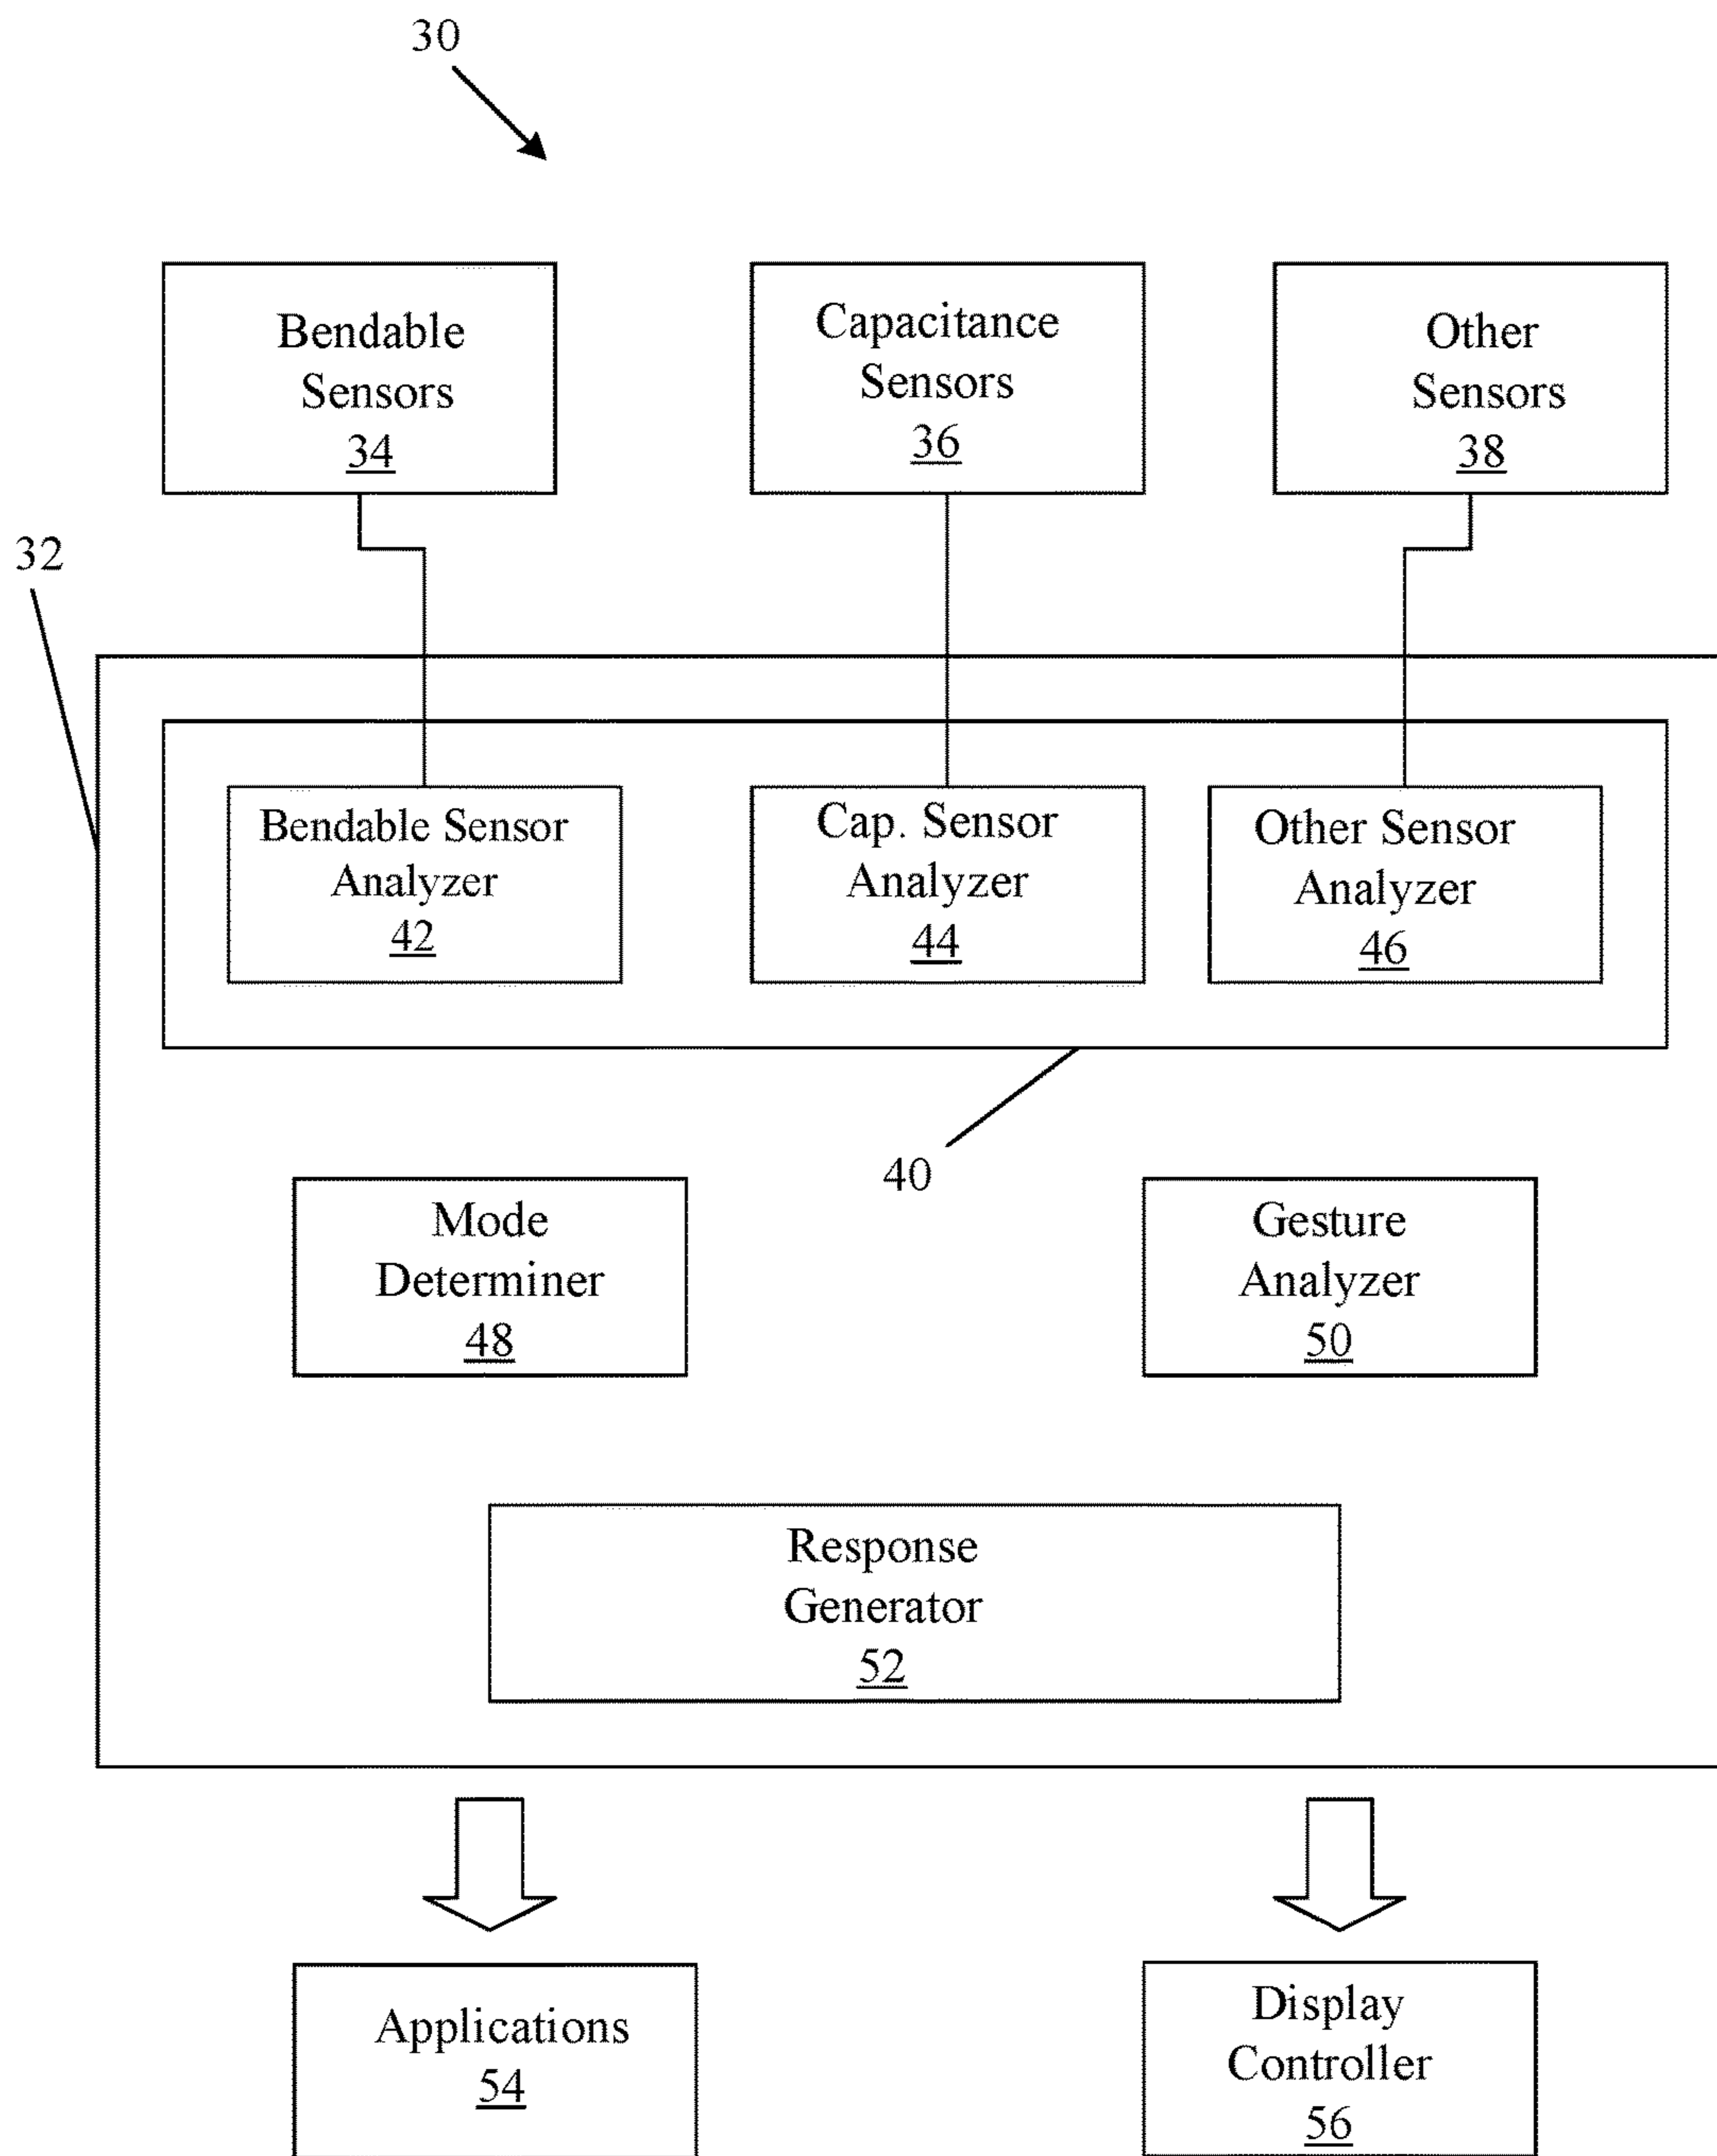 30
Bendable
Sensors
34
Capacitance
Sensors
36
Other
Sensors
38
32
Bendable Sensor
Analyzer
42
Cap. Sensor
Analyzer
44
Other Sensor
Analyzer
46
40
Mode
Determiner
48
Gesture
Analyzer
50
Response
Generator
52
Applications
54
Display
Controller
56